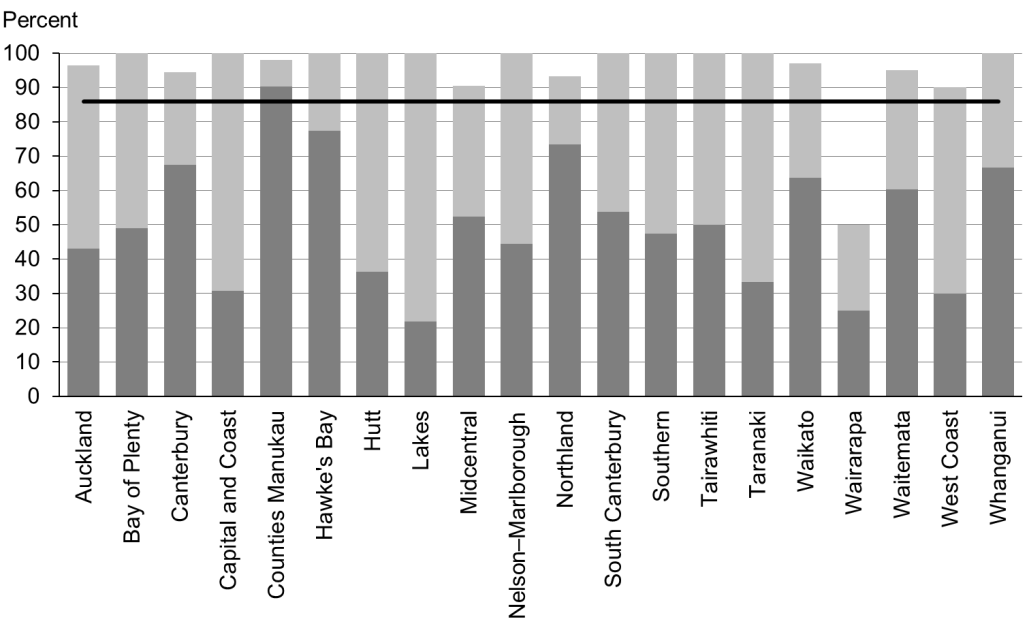 Percent
100
90
80
70
60
50
40
30
20
10
0
Auckland
Bay of Plenty
Canterbury
Capital and Coast
Counties Manukau
Hawke's Bay
Hutt
Lakes
Midcentral
Nelson–Marlborough
Northland
South Canterbury
Southern
Tairawhiti
Taranaki
Waikato
Wairarapa
Waitemata
West Coast
Whanganui